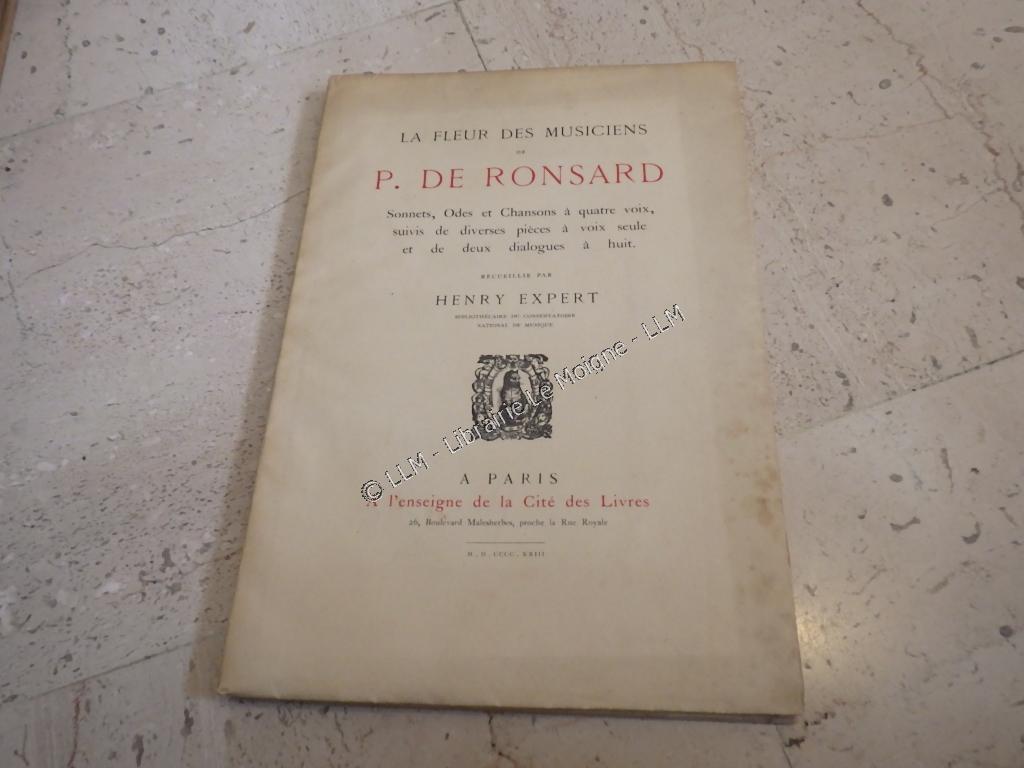 LA FLEUR DES MUSICIENS
DE
P. DE RONSARD
Sonnets, Odes et Chansons à quatre voix,
suivis de diverses pièces à voix seule
et de deux dialogues à huit.
RECUEILLIE PAR
HENRY EXPERT
BIBLIOTHÉCAIRE DU CONSERVATOIRE
NATIONAL DE MUSIQUE
© LLM - Librairie Le Moigne - LLM
A PARIS
A l'enseigne de la Cité des Livres
26, Boulevard Malesherbes, proche la Rue Royale
M. D. CCCC. XXIII